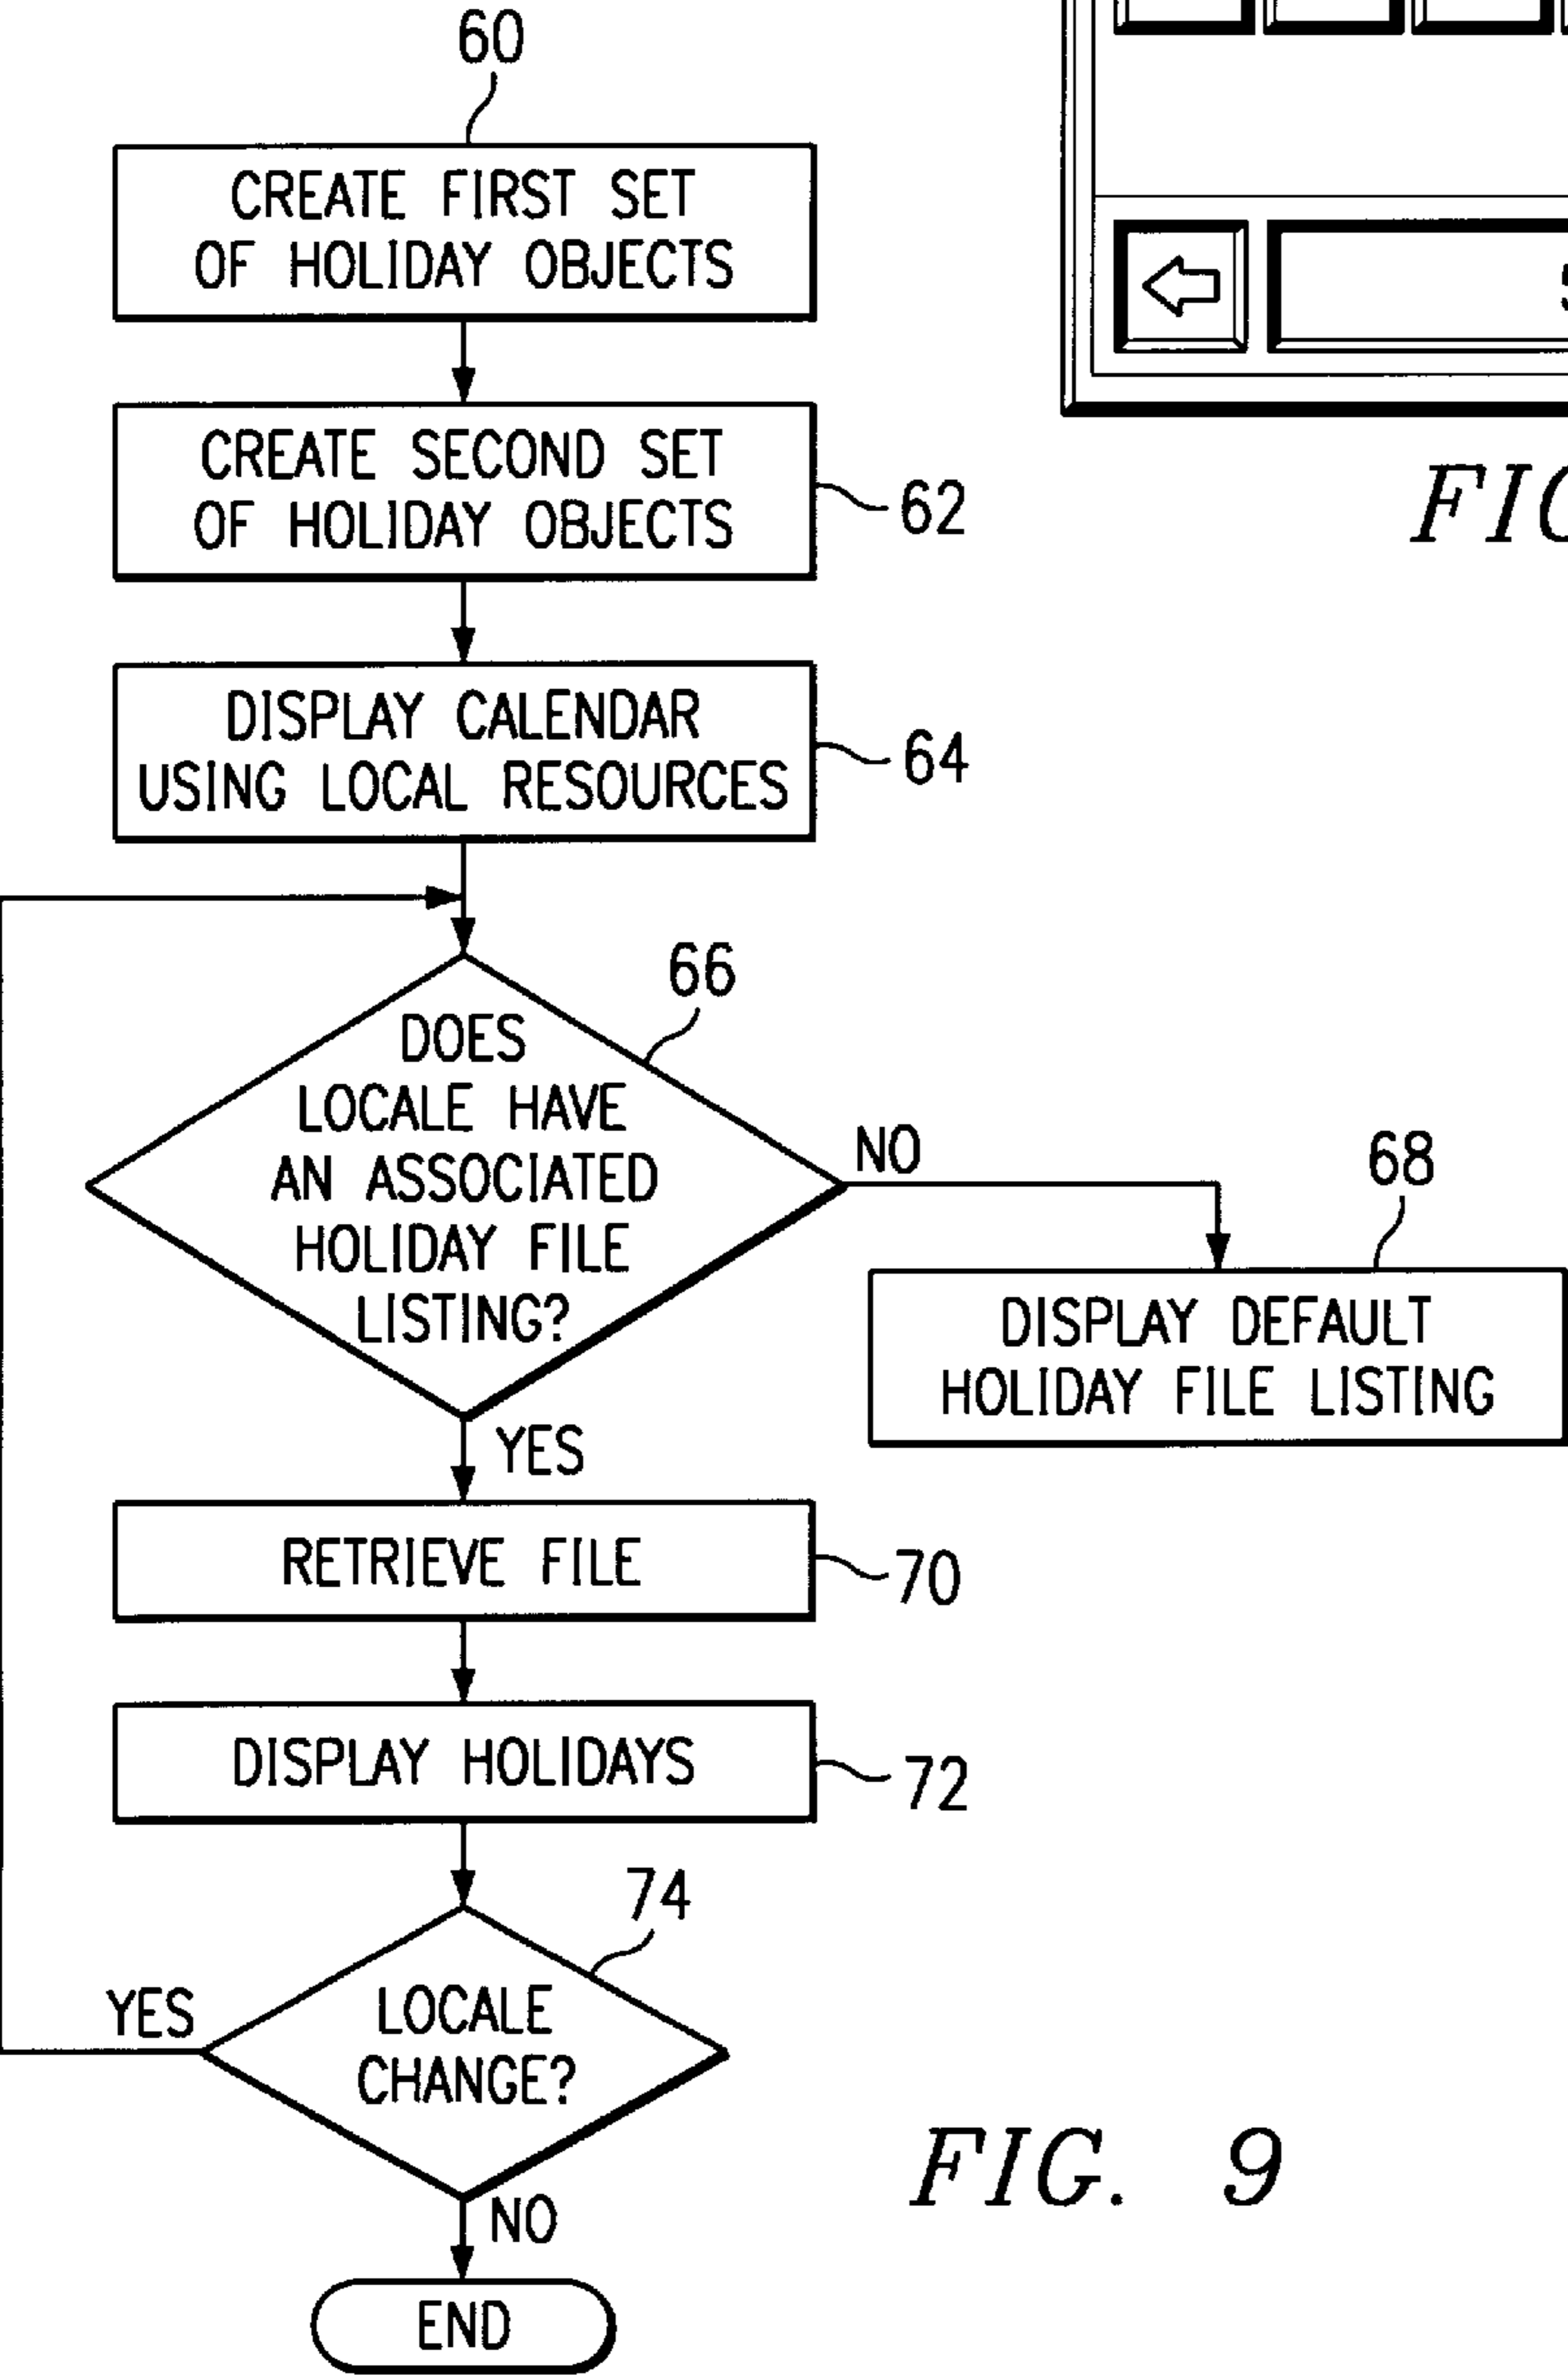 60
CREATE FIRST SET
OF HOLIDAY OBJECTS
CREATE SECOND SET
OF HOLIDAY OBJECTS
62
DISPLAY CALENDAR
USING LOCAL RESOURCES
64
66
DOES
LOCALE HAVE
AN ASSOCIATED
HOLIDAY FILE
LISTING?
NO
68
DISPLAY DEFAULT
HOLIDAY FILE LISTING
YES
RETRIEVE FILE
70
DISPLAY HOLIDAYS
72
74
LOCALE
CHANGE?
YES
NO
END
FIG. 9